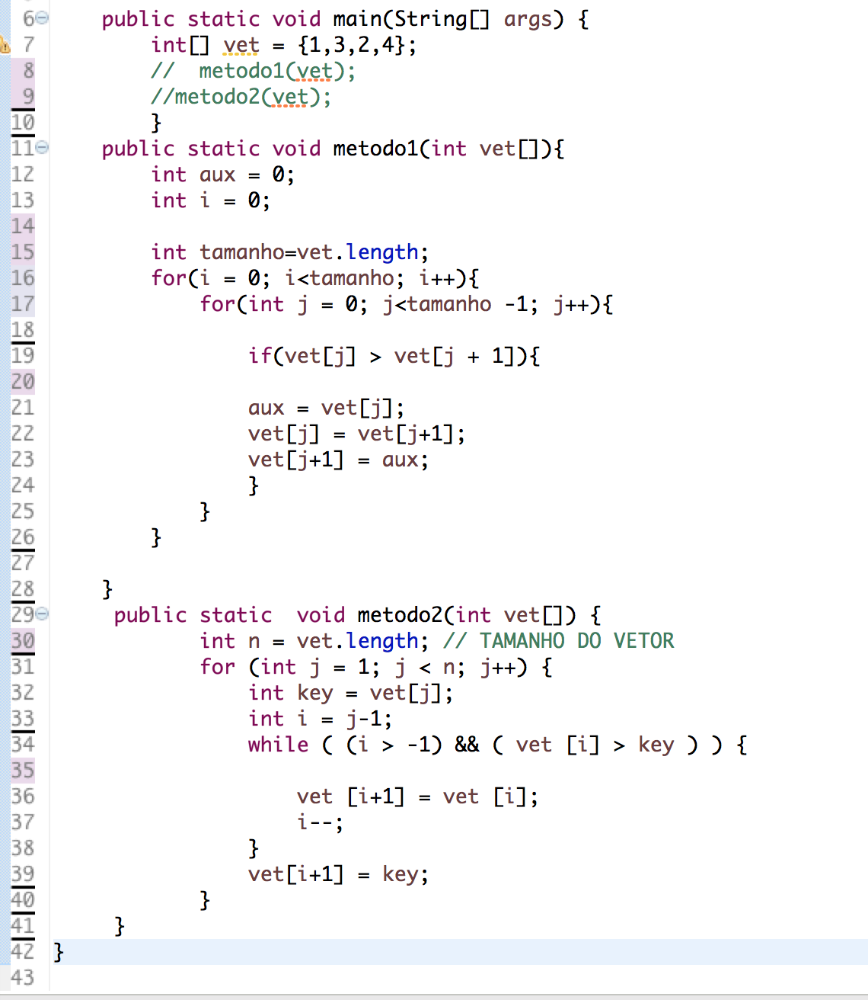 6 public static void main(String[] args) {
7 int[] vet = {1,3,2,4};
8 //  metodo1(vet);
9 //metodo2(vet);
10 }
11 public static void metodo1(int vet[]){
12 int aux = 0;
13 int i = 0;
14
15 int tamanho=vet.length;
16 for(i = 0; i<tamanho; i++){
17 for(int j = 0; j<tamanho -1; j++){
18
19 if(vet[j] > vet[j + 1]){
20
21 aux = vet[j];
22 vet[j] = vet[j+1];
23 vet[j+1] = aux;
24 }
25 }
26 }
27
28 }
29 public static  void metodo2(int vet[]) {
30 int n = vet.length; // TAMANHO DO VETOR
31 for (int j = 1; j < n; j++) {
32 int key = vet[j];
33 int i = j-1;
34 while ( (i > -1) && ( vet [i] > key ) ) {
35
36 vet [i+1] = vet [i];
37 i--;
38 }
39 vet[i+1] = key;
40 }
41 }
42 }
43